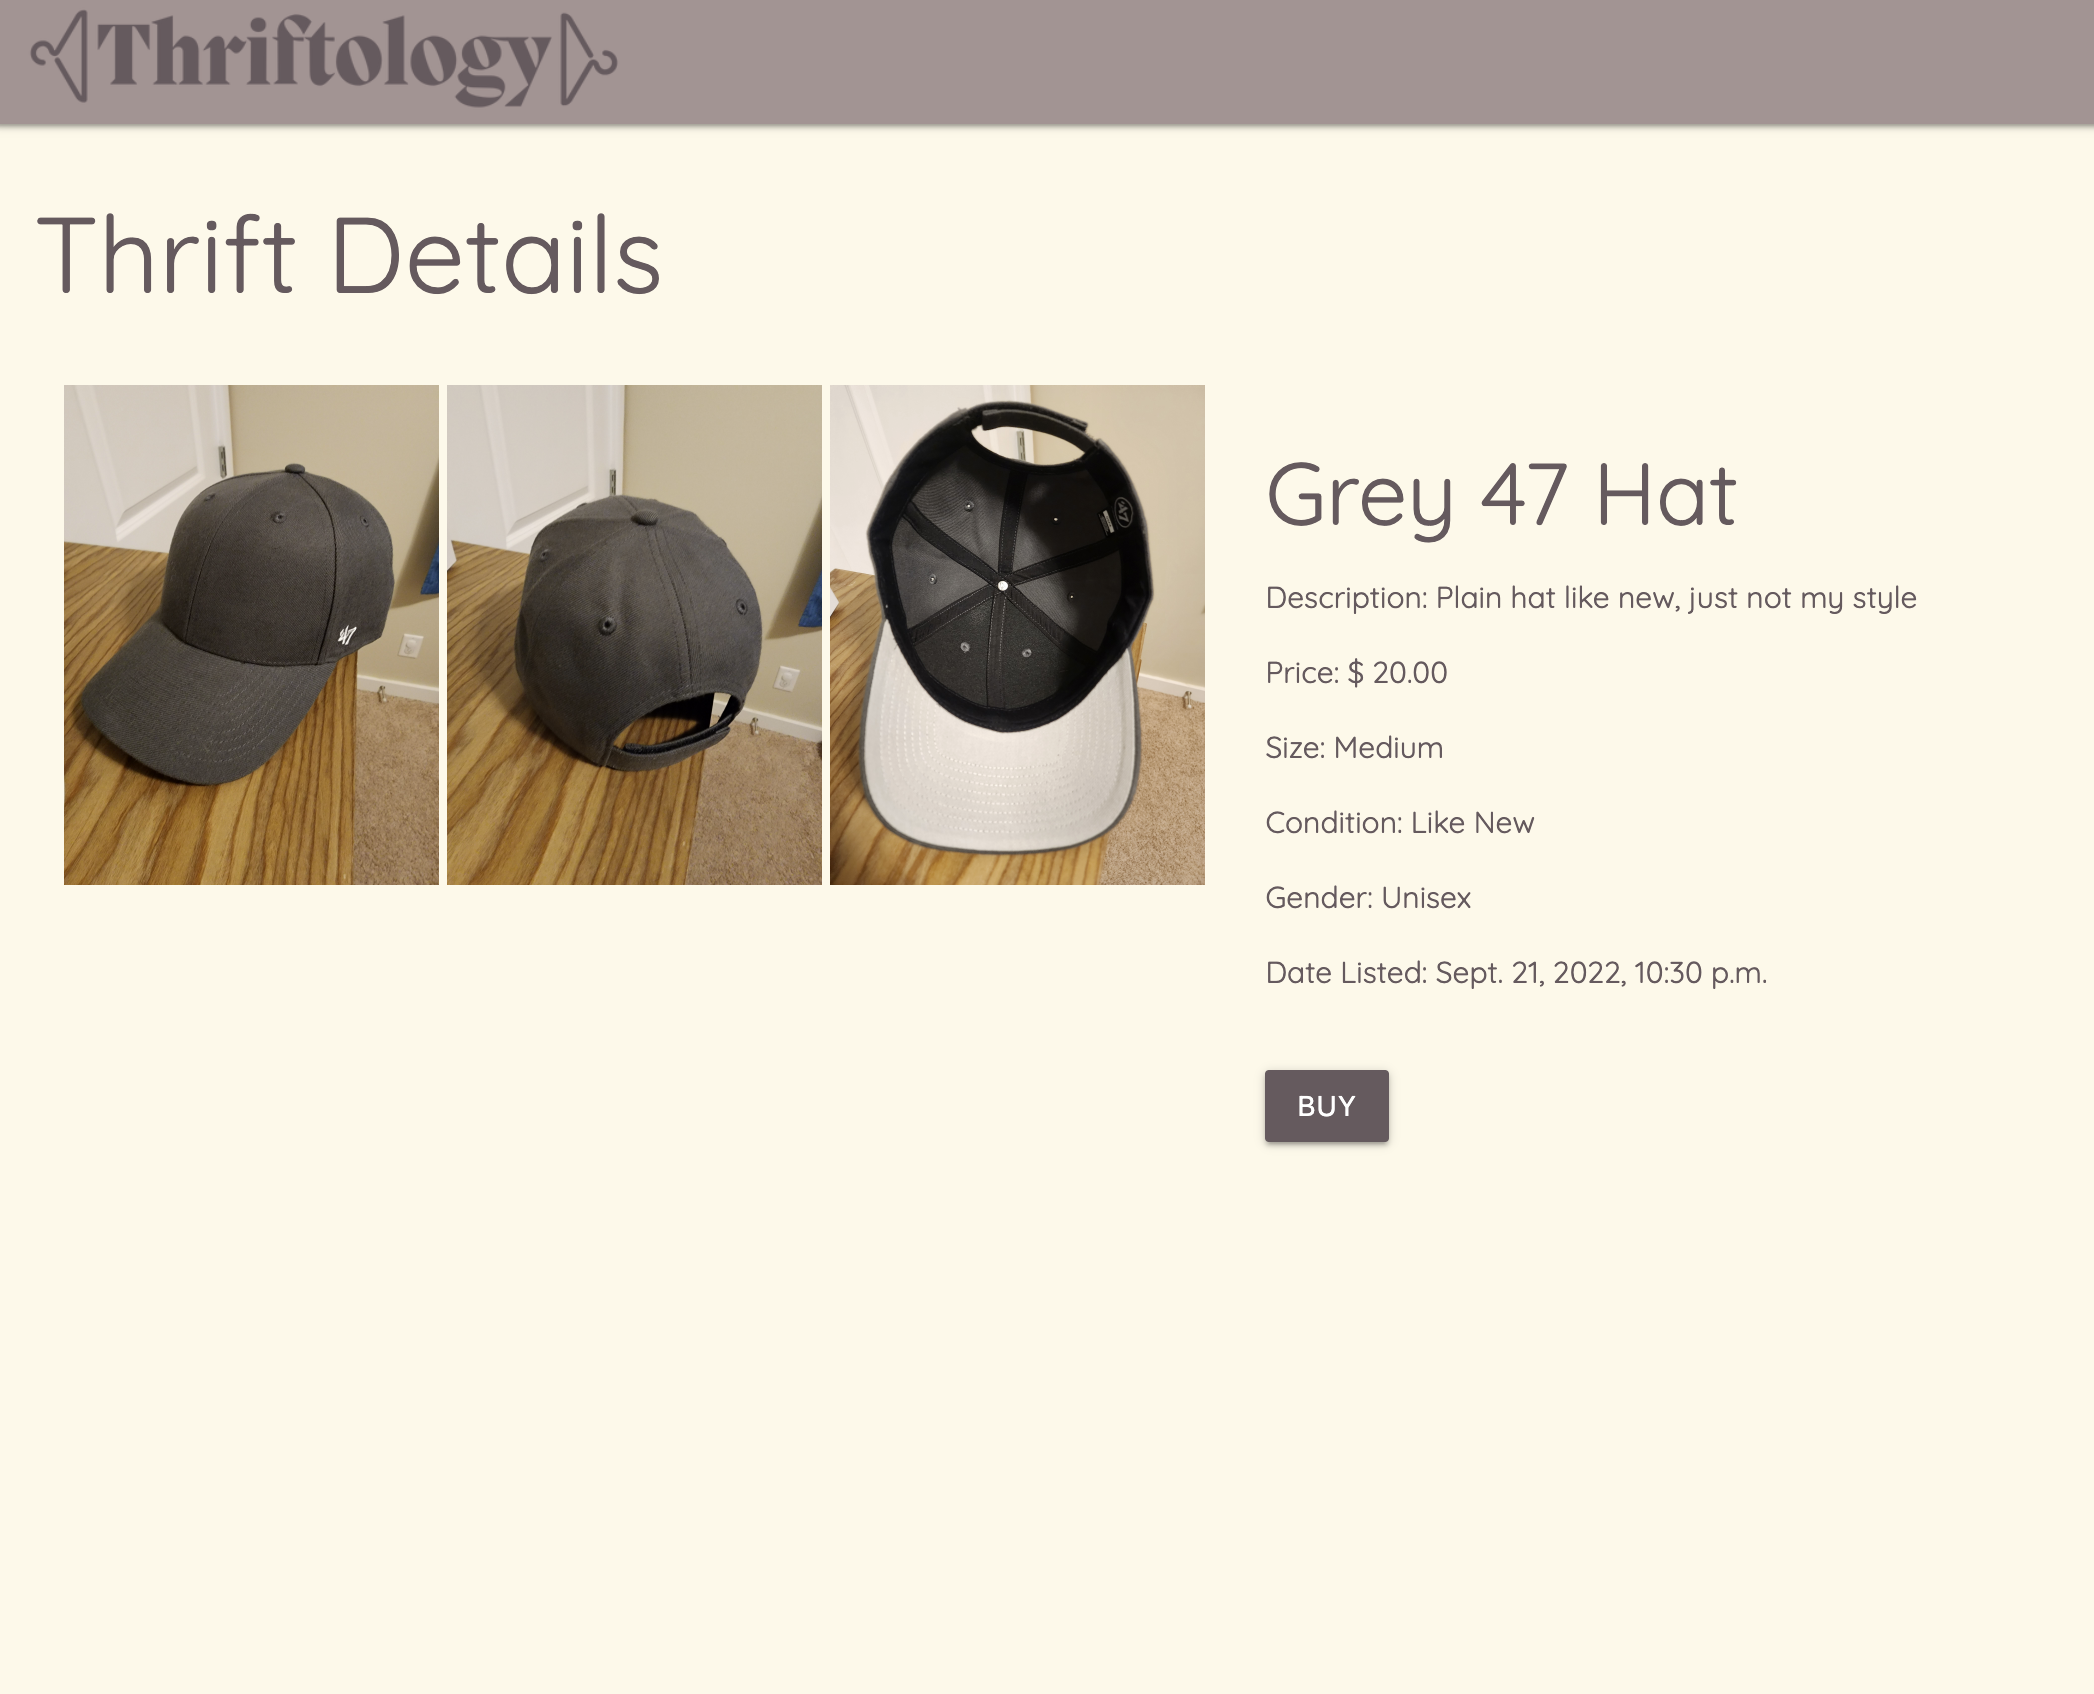 Thriftology
Thrift Details
47
47
Grey 47 Hat
Description: Plain hat like new, just not my style
Price: $ 20.00
Size: Medium
Condition: Like New
Gender: Unisex
Date Listed: Sept. 21, 2022, 10:30 p.m.
BUY